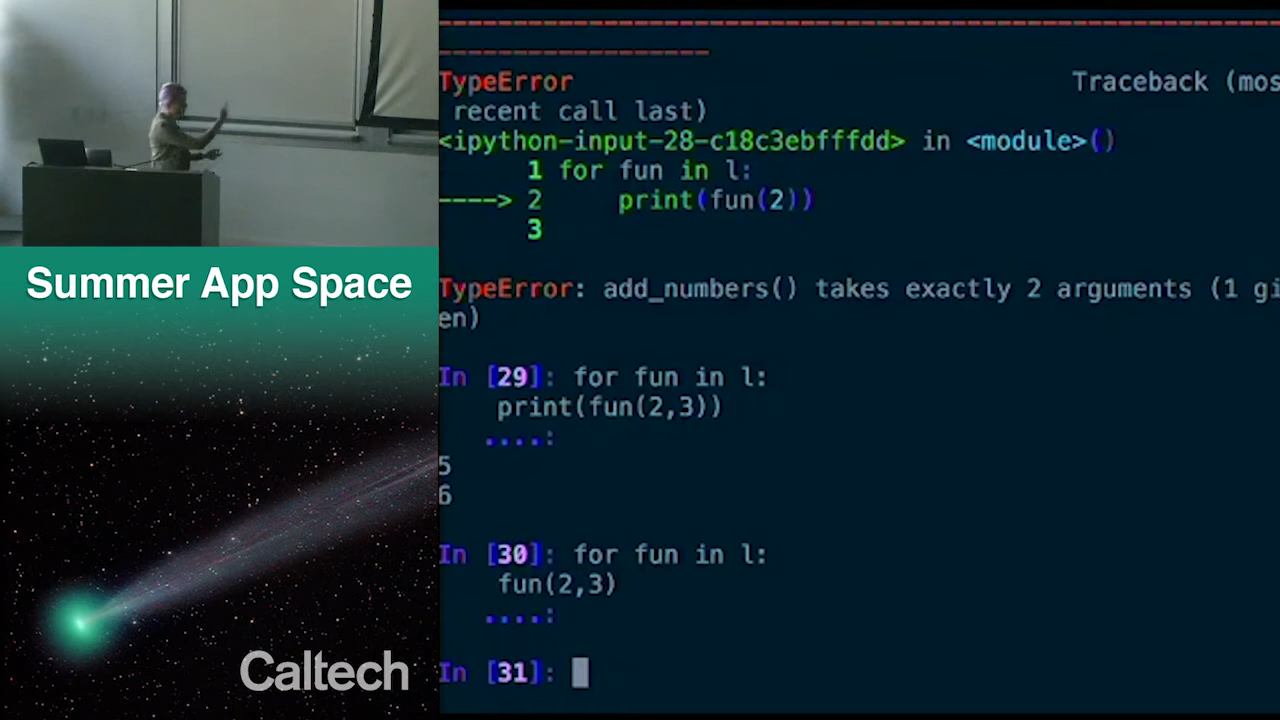 Summer App Space
Caltech
TypeError Traceback (mos
recent call last)
<ipython-input-28-c18c3ebfffdd> in <module>()
1 for fun in l:
----> 2 print(fun(2))
3
TypeError: add_numbers() takes exactly 2 arguments (1 gi
en)
In [29]: for fun in l:
print(fun(2,3))
....:
5
6
In [30]: for fun in l:
fun(2,3)
....:
In [31]: